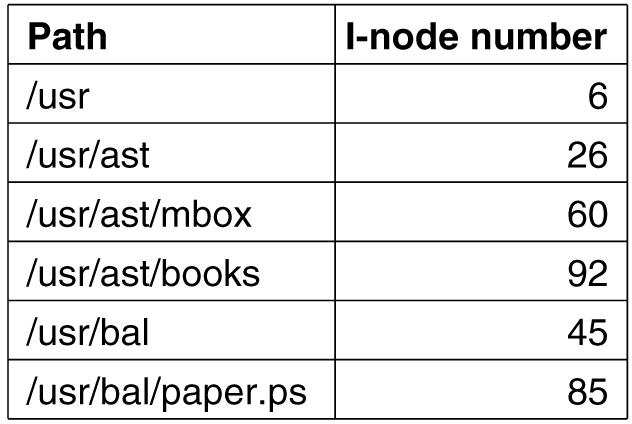 Path I-node number
/usr 6
/usr/ast 26
/usr/ast/mbox 60
/usr/ast/books 92
/usr/bal 45
/usr/bal/paper.ps 85